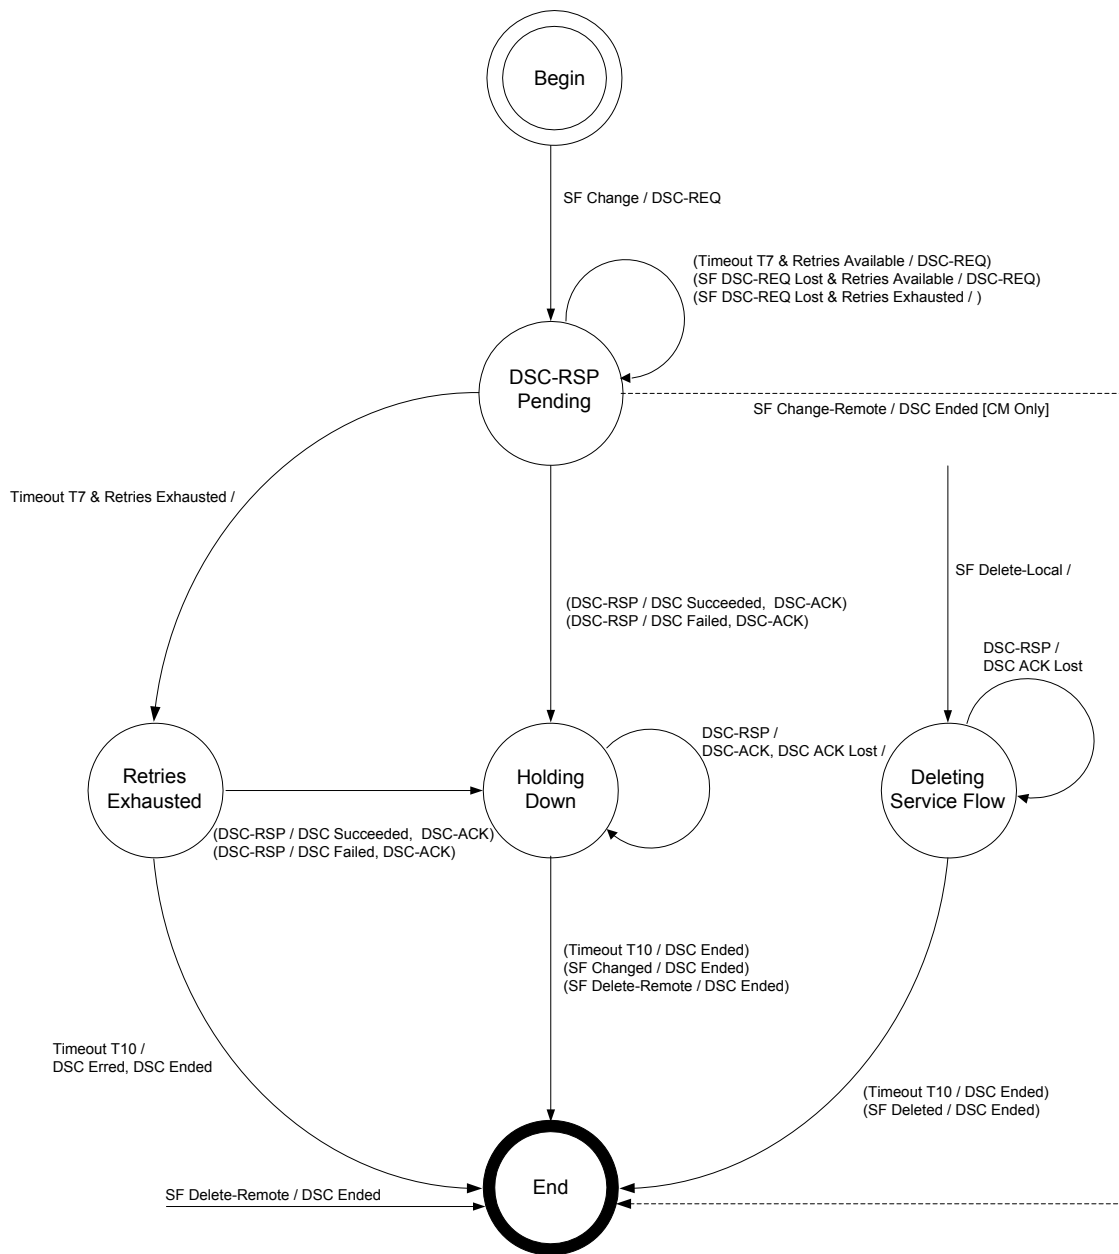 Begin
SF Change / DSC-REQ
(Timeout T7 & Retries Available / DSC-REQ)
(SF DSC-REQ Lost & Retries Available / DSC-REQ)
(SF DSC-REQ Lost & Retries Exhausted / )
DSC-RSP
Pending
SF Change-Remote / DSC Ended [CM Only]
Timeout T7 & Retries Exhausted /
SF Delete-Local /
(DSC-RSP / DSC Succeeded,  DSC-ACK)
(DSC-RSP / DSC Failed, DSC-ACK)
DSC-RSP /
DSC ACK Lost
DSC-RSP /
DSC-ACK, DSC ACK Lost /
Retries
Exhausted
Holding
Down
Deleting
Service Flow
(DSC-RSP / DSC Succeeded,  DSC-ACK)
(DSC-RSP / DSC Failed, DSC-ACK)
(Timeout T10 / DSC Ended)
(SF Changed / DSC Ended)
(SF Delete-Remote / DSC Ended)
Timeout T10 /
DSC Erred, DSC Ended
(Timeout T10 / DSC Ended)
(SF Deleted / DSC Ended)
SF Delete-Remote / DSC Ended
End